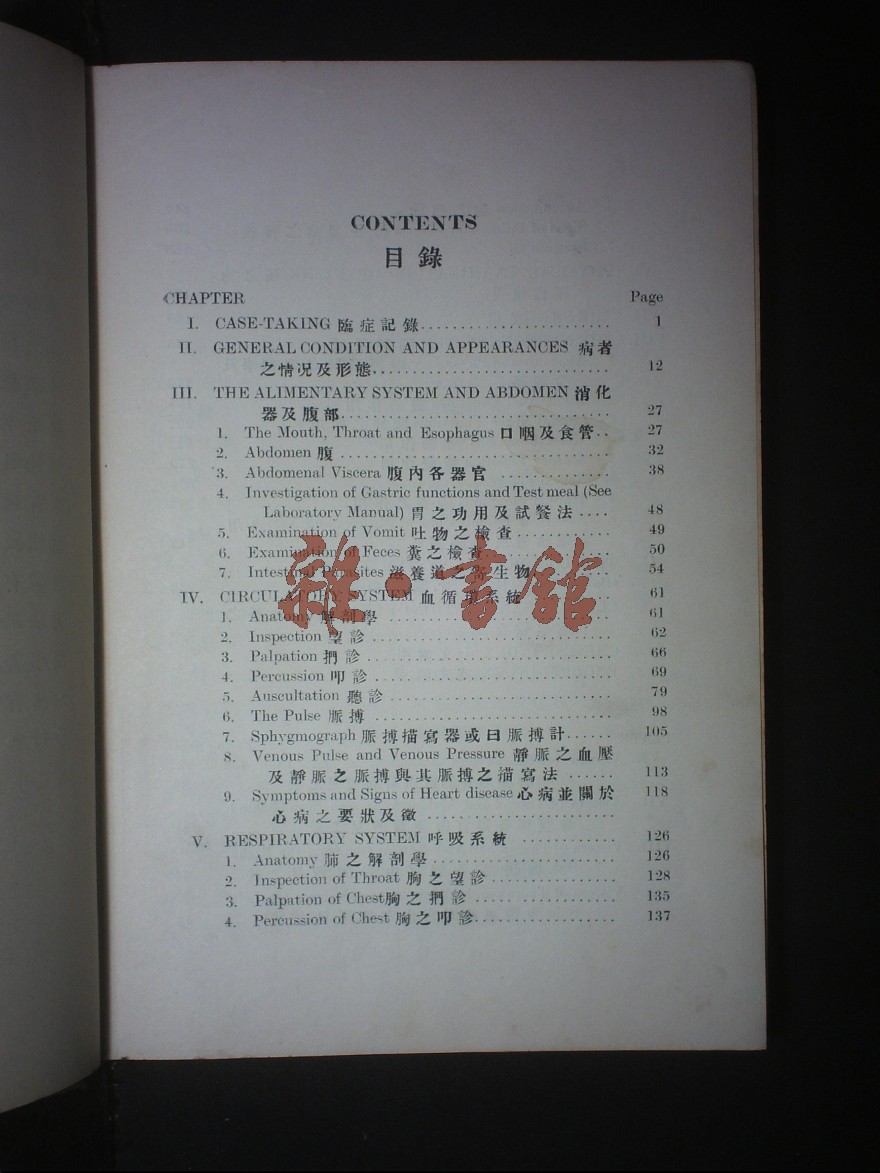 CONTENTS
目錄
CHAPTER Page
I. CASE-TAKING 臨症記錄........................ 1
II. GENERAL CONDITION AND APPEARANCES 病者
之情况及形態.............................. 12
III. THE ALIMENTARY SYSTEM AND ABDOMEN 消化
器及腹部.................................. 27
1. The Mouth, Throat and Esophagus 口咽及食管.. 27
2. Abdomen 腹 ............................... 32
3. Abdomenal Viscera 腹內各器官 .............. 38
4. Investigation of Gastric functions and Test meal (See
Laboratory Manual) 胃之功用及試餐法 .... 48
5. Examination of Vomit 吐物之檢查............ 49
6. Examination of Feces 糞之檢查.............. 50
7. Intestinal Parasites 滋養道之寄生物.......... 54
IV. CIRCULATORY SYSTEM 血循環系統 .......... 61
1. Anatomy 解剖學 ............................ 61
2. Inspection 望診 ............................ 62
3. Palpation 捫診 ............................. 66
4. Percussion 叩診 ............................ 69
5. Auscultation 聽診 .......................... 79
6. The Pulse 脈搏 ............................ 98
7. Sphygmograph 脈搏描寫器或曰脈搏計...... 105
8. Venous Pulse and Venous Pressure 靜脈之血壓
及靜脈之脈搏與其脈搏之描寫法 ...... 113
9. Symptoms and Signs of Heart disease 心病並關於 118
心病之要狀及徵 ........................
V. RESPIRATORY SYSTEM 呼吸系統 ............ 126
1. Anatomy 肺之解剖學 ....................... 126
2. Inspection of Throat 胸之望診................ 128
3. Palpation of Chest胸之捫診 ................. 135
4. Percussion of Chest 胸之叩診................. 137
雜·書舘